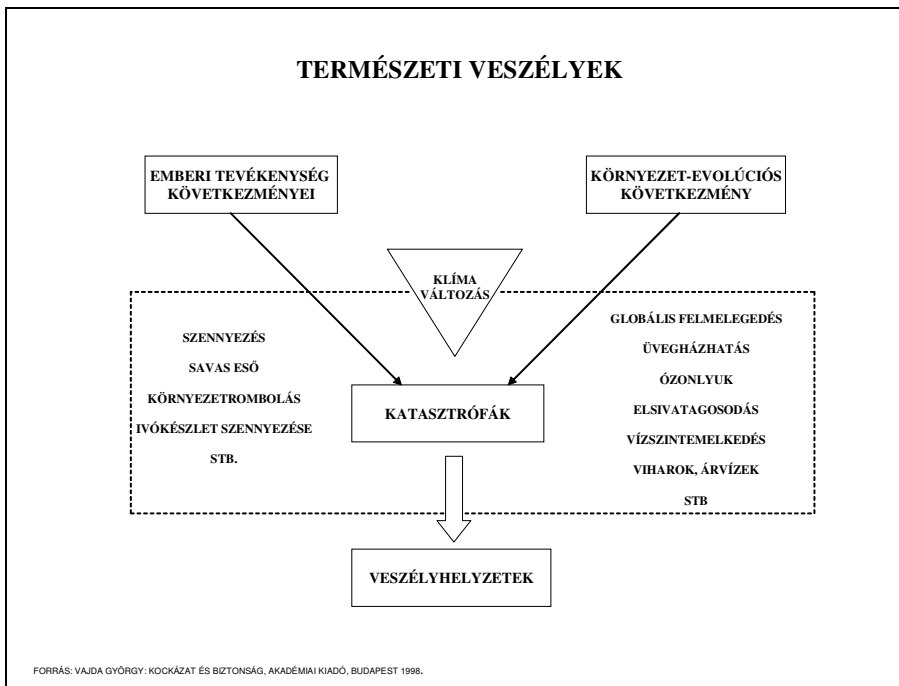 TERMÉSZETI VESZÉLYEK
EMBERI TEVÉKENYSÉG
KÖVETKEZMÉNYEI
KÖRNYEZET-EVOLÚCIÓS
KÖVETKEZMÉNY
KLÍMA
VÁLTOZÁS
SZENNYEZÉS
SAVAS ESŐ
KÖRNYEZETROMBOLÁS
IVÓKÉSZLET SZENNYEZÉSE
STB.
KATASZTRÓFÁK
GLOBÁLIS FELMELEGEDÉS
ÜVEGHÁZHATÁS
ÓZONLYUK
ELSIVATAGOSODÁS
VÍZSZINTEMELKEDÉS
VIHAROK, ÁRVÍZEK
STB
VESZÉLYHELYZETEK
FORRÁS: VAJDA GYÖRGY: KOCKÁZAT ÉS BIZTONSÁG, AKADÉMIAI KIADÓ, BUDAPEST 1998.